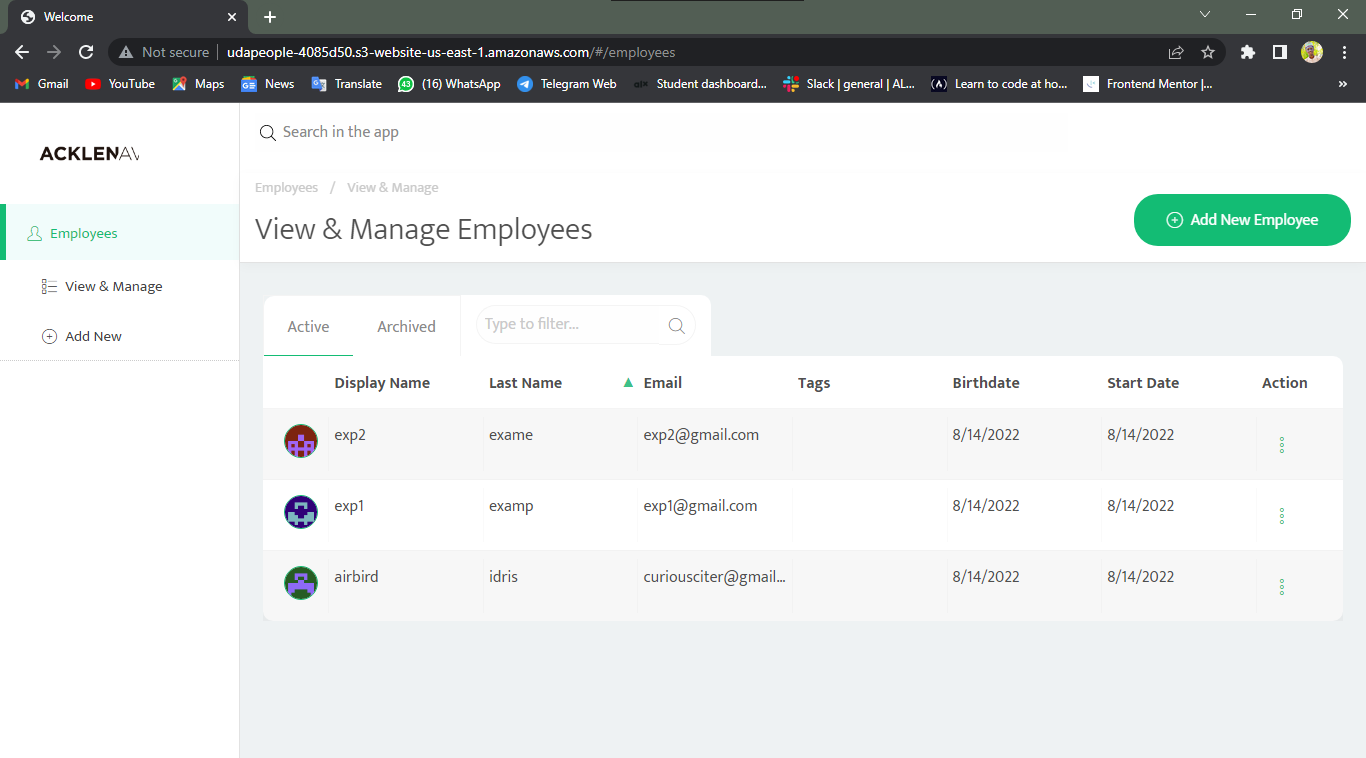 Welcome
Not secure
udapeople-4085d50.s3-website-us-east-1.amazonaws.com/#/employees
Gmail
YouTube
Maps
News
Translate
43
(16) WhatsApp
Telegram Web
Student dashboard...
Slack | general | AL...
Learn to code at ho...
Frontend Mentor |...
ACKLENAV
Search in the app
Employees / View & Manage
View & Manage Employees
Add New Employee
Employees
View & Manage
Add New
Active
Archived
Type to filter...
Display Name Last Name Email Tags Birthdate Start Date Action
exp2 exame exp2@gmail.com 8/14/2022 8/14/2022
exp1 examp exp1@gmail.com 8/14/2022 8/14/2022
airbird idris curiousciter@gmail... 8/14/2022 8/14/2022